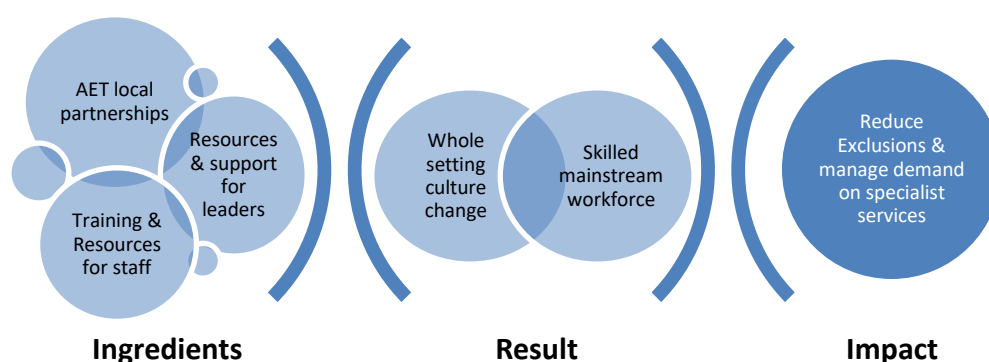 AET local
partnerships
Resources
& support
for
leaders
Training &
Resources
for staff
Ingredients
Whole
setting
culture
change
Skilled
mainstream
workforce
Result
Reduce
Exclusions &
manage demand
on specialist
services
Impact